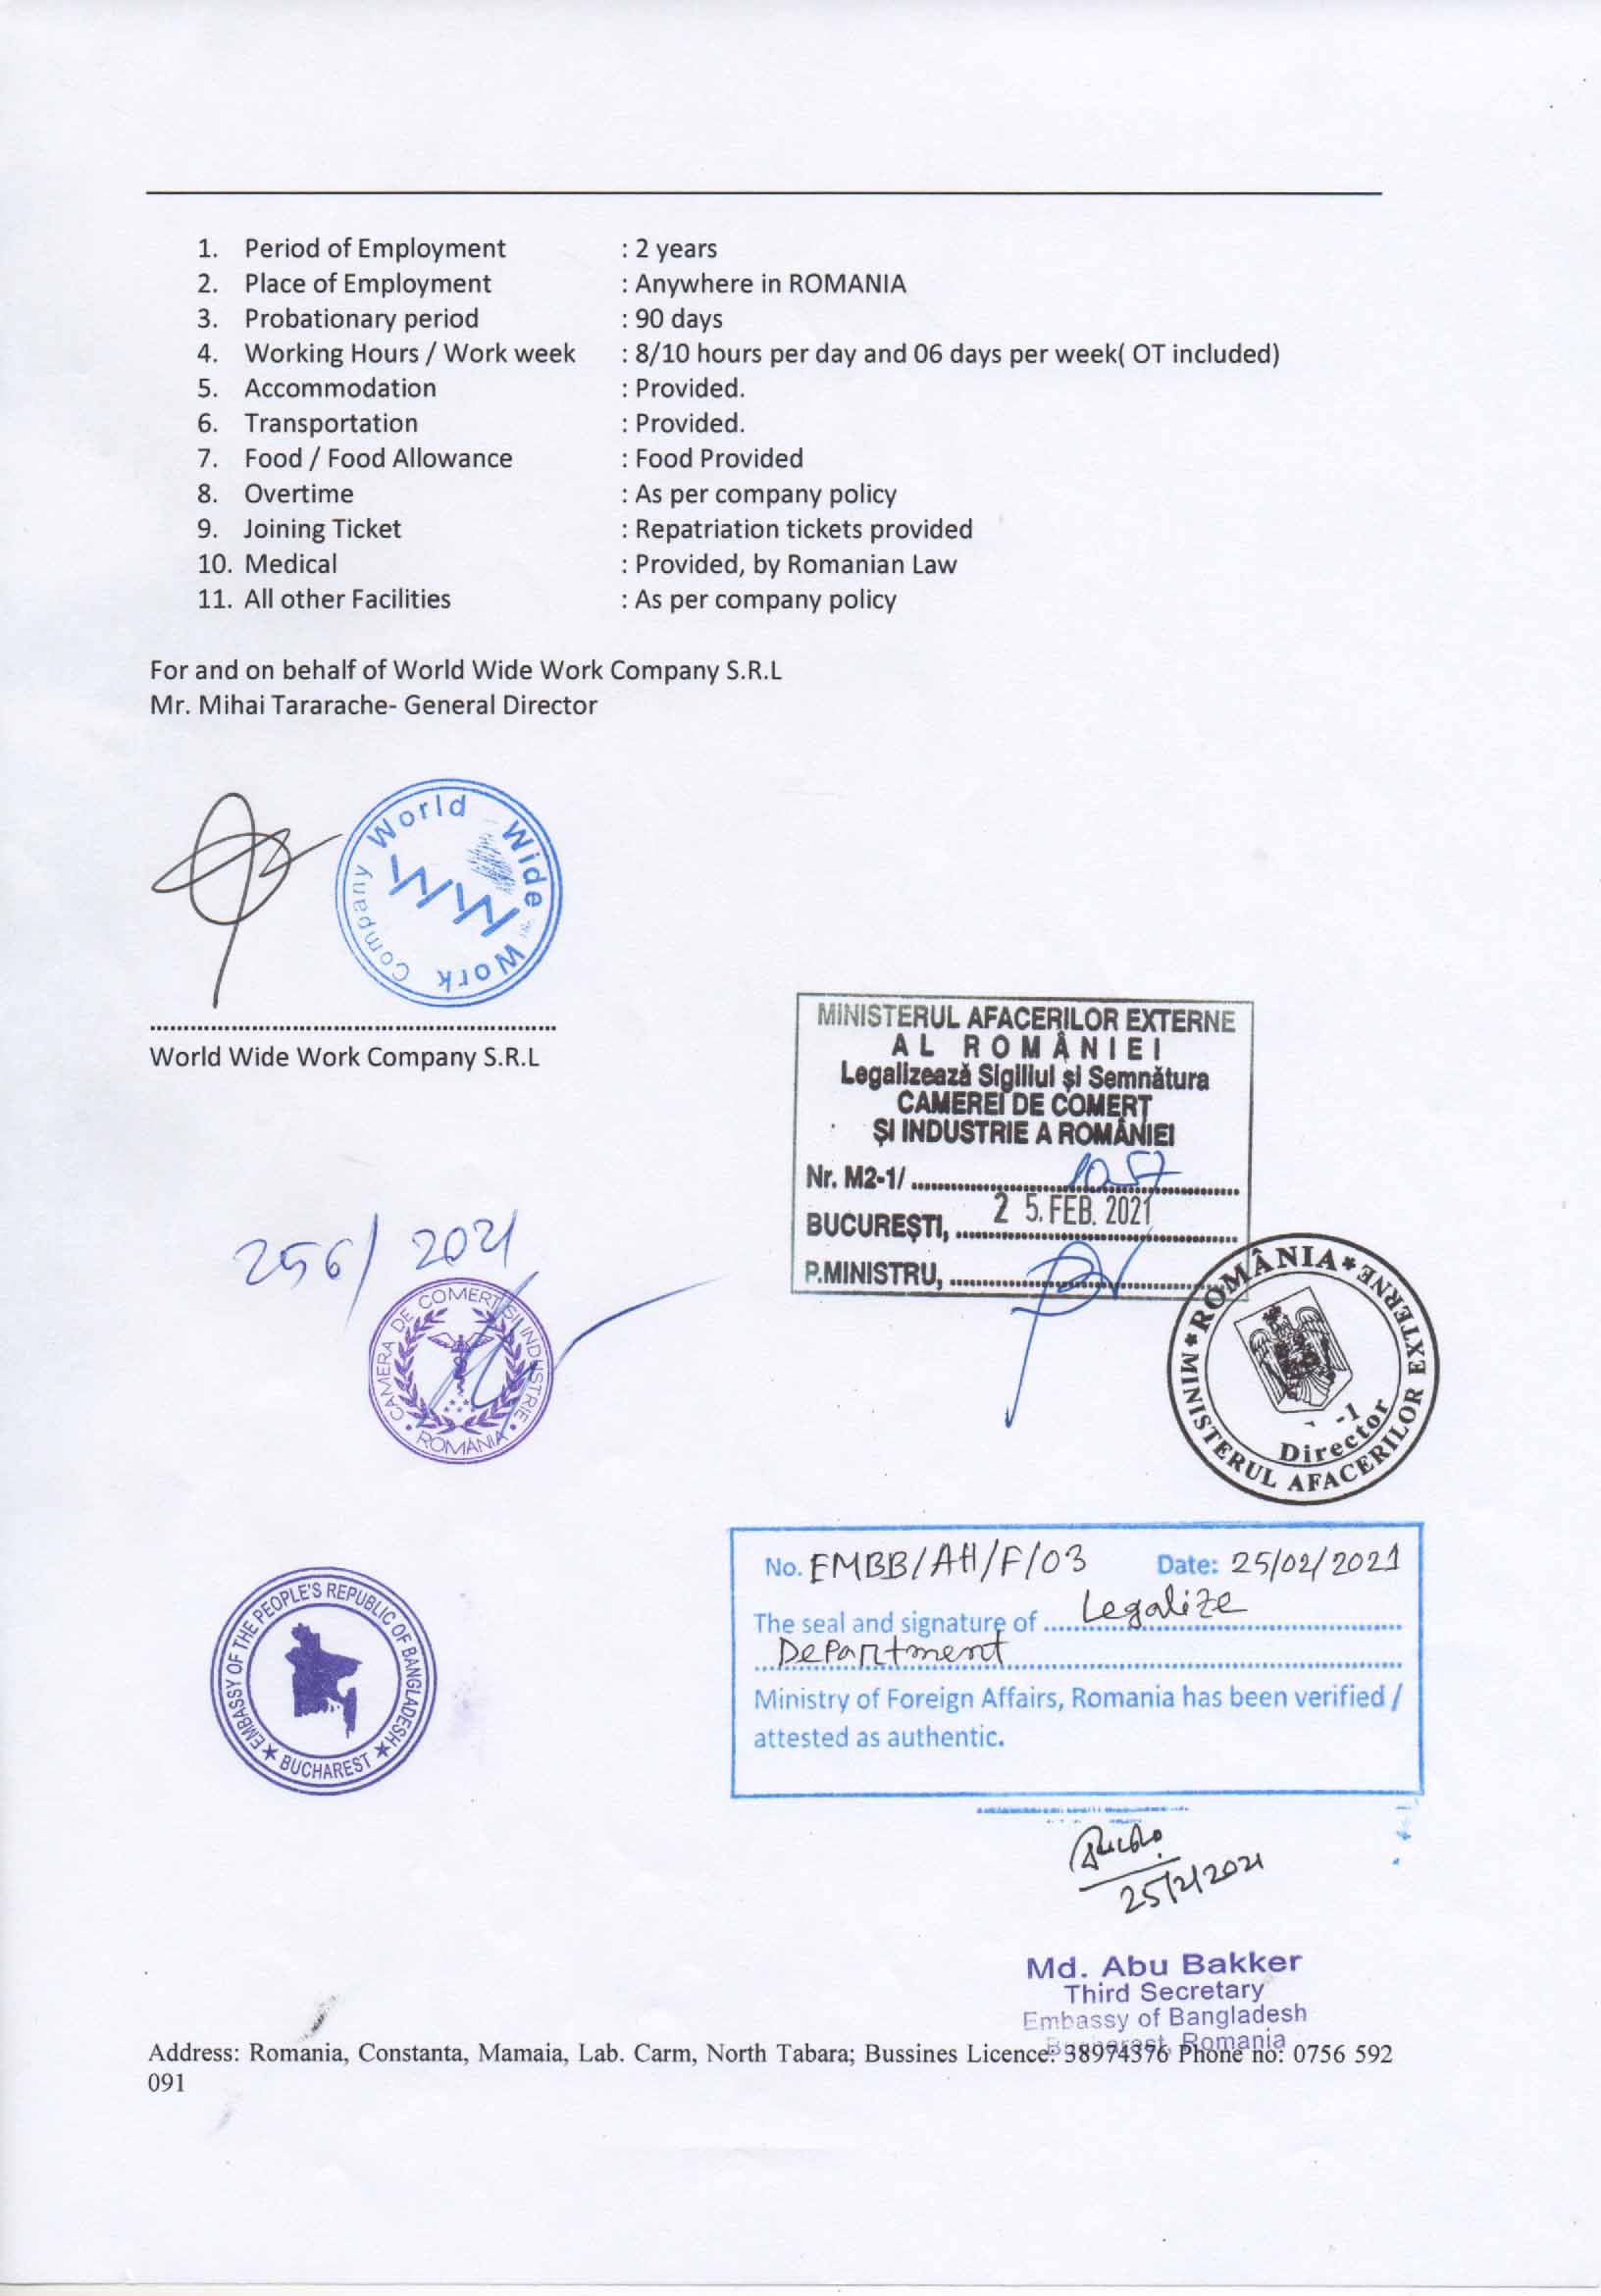 1. Period of Employment : 2 years
2. Place of Employment : Anywhere in ROMANIA
3. Probationary period : 90 days
4. Working Hours / Work week : 8/10 hours per day and 06 days per week( OT included)
5. Accommodation : Provided.
6. Transportation : Provided.
7. Food / Food Allowance : Food Provided
8. Overtime : As per company policy
9. Joining Ticket : Repatriation tickets provided
10. Medical : Provided, by Romanian Law
11. All other Facilities : As per company policy
For and on behalf of World Wide Work Company S.R.L
Mr. Mihai Tararache- General Director
World Wide Work Company
WWW
World Wide Work Company S.R.L
MINISTERUL AFACERILOR EXTERNE
AL ROMÂNIEI
Legalizează Sigiliul și Semnătura
CAMEREI DE COMERT
ȘI INDUSTRIE A ROMÂNIEI
Nr. M2-1/ 1057
BUCUREȘTI, 25. FEB. 2021
P.MINISTRU,
256/ 2021
CAMERA DE COMERT SI INDUSTRIE
ROMÂNIA
ROMÂNIA
MINISTERUL AFACERILOR EXTERNE
-1
Director
No. EMBB/AH/F/03 Date: 25/02/2021
The seal and signature of Legalize
Department
Ministry of Foreign Affairs, Romania has been verified /
attested as authentic.
EMBASSY OF THE PEOPLE'S REPUBLIC OF BANGLADESH
BUCHAREST
25/2/2021
Md. Abu Bakker
Third Secretary
Embassy of Bangladesh
Bucharest, Romania
Address: Romania, Constanta, Mamaia, Lab. Carm, North Tabara; Bussines Licence: 38974376 Phone no: 0756 592
091